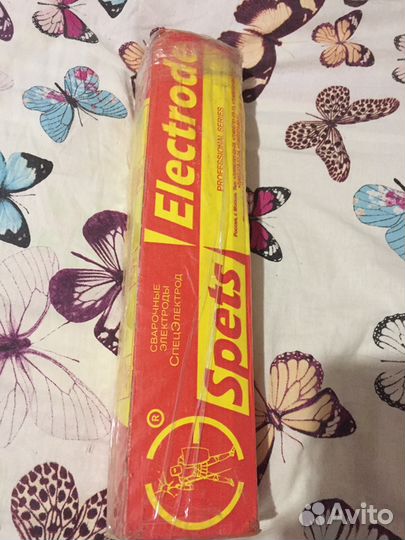 Spets
Electrode
PROFESSIONAL SERIES
СВАРОЧНЫЕ
ЭЛЕКТРОДЫ
СПЕЦЭЛЕКТРОД
®
Avito